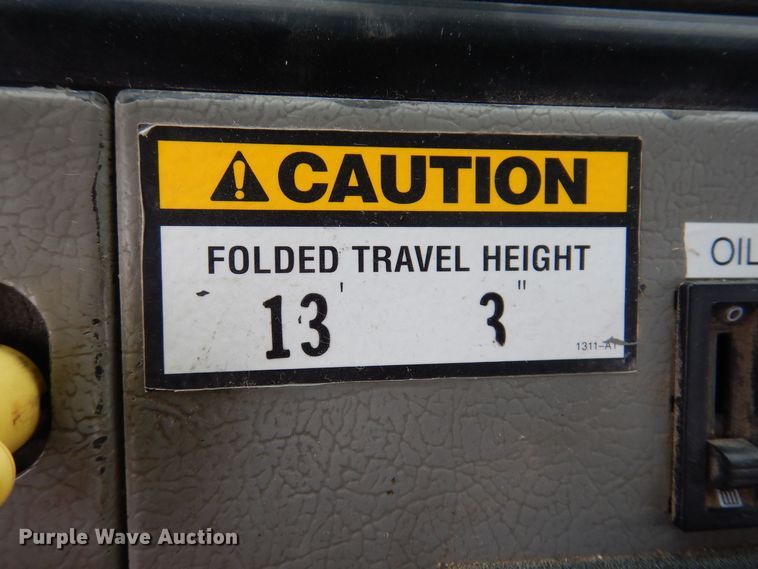 CAUTION
FOLDED TRAVEL HEIGHT
13' 3"
1311-A1
OIL
Purple Wave Auction